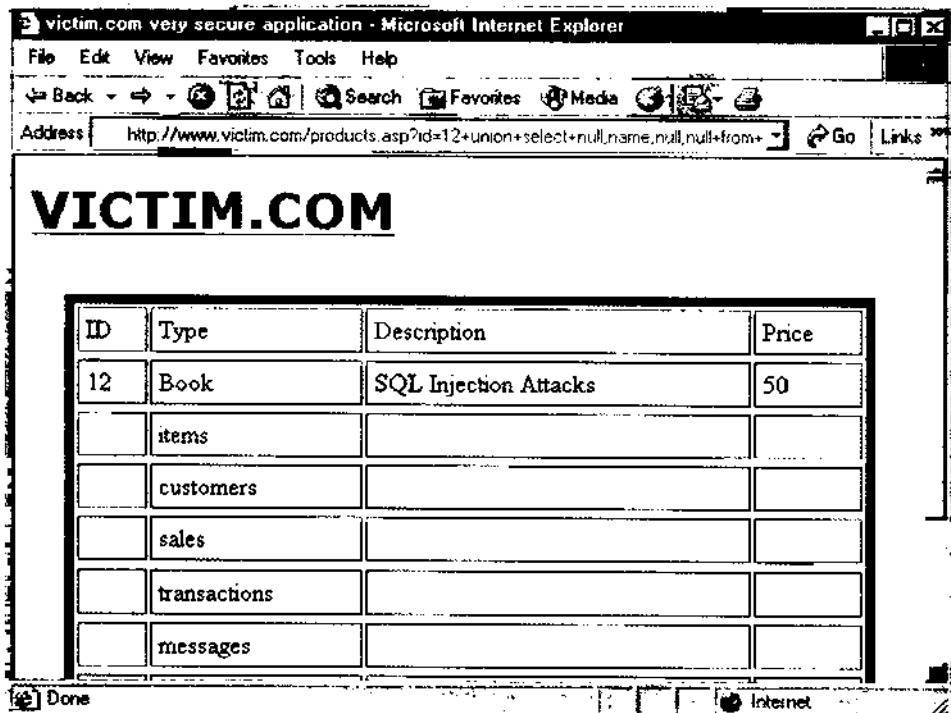 victim.com very secure application - Microsoft Internet Explorer
File Edit View Favorites Tools Help
Back Search Favorites Media
Address http://www.victim.com/products.asp?id=12+union+select+null,name,null,null+from+ Go Links »
VICTIM.COM
ID Type Description Price
12 Book SQL Injection Attacks 50
items
customers
sales
transactions
messages
Done Internet